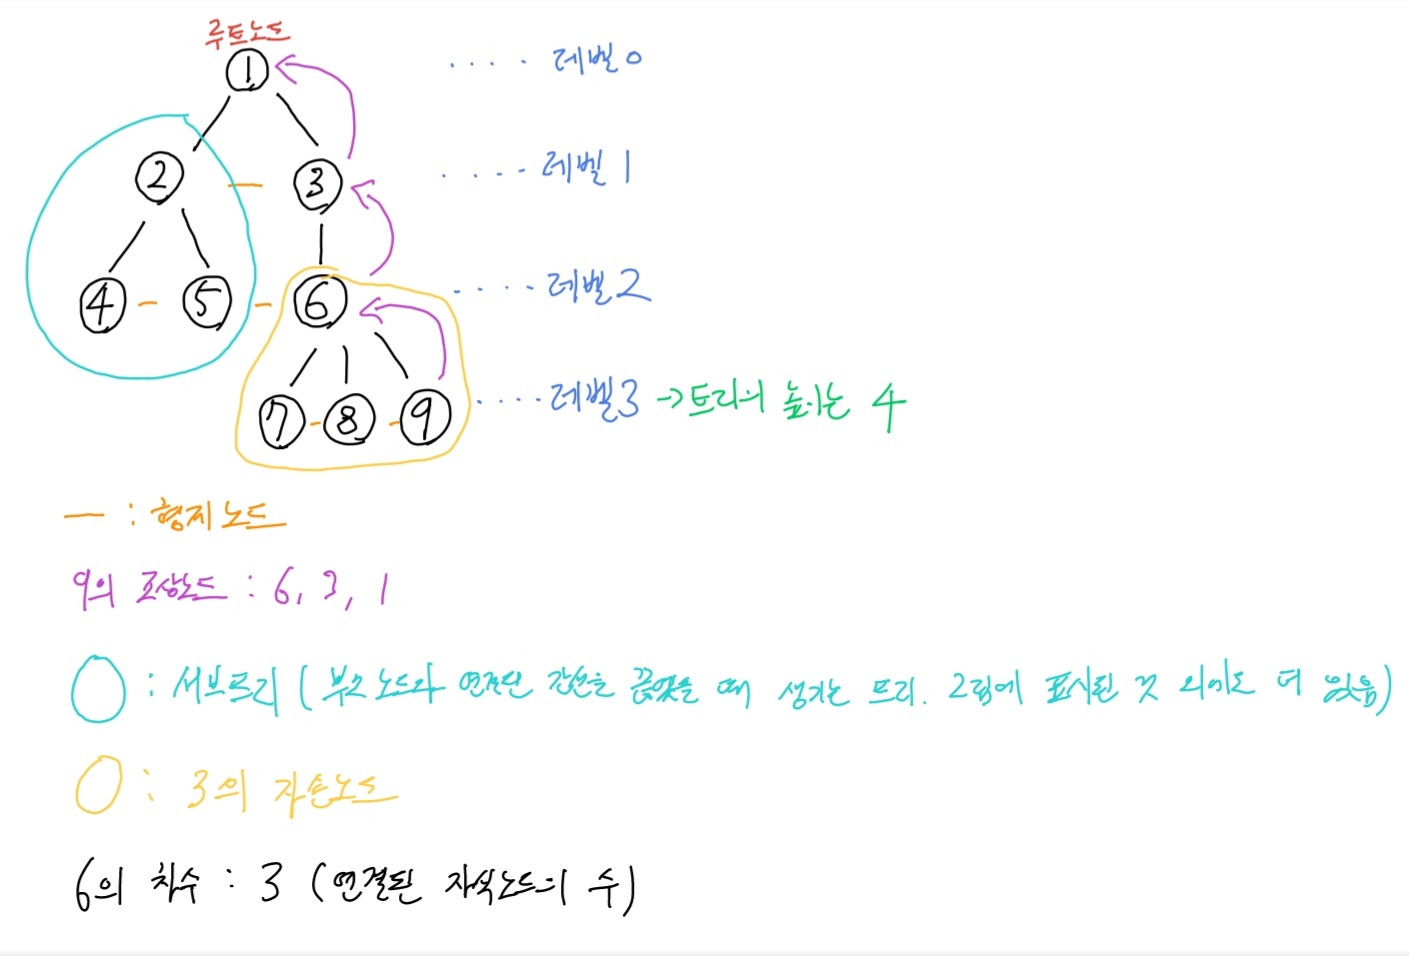 루트노드
① ···· 레벨 0
② — ③ ···· 레벨 1
④ - ⑤ - ⑥ ···· 레벨 2
⑦ - ⑧ - ⑨ ···· 레벨 3 → 트리의 높이는 4
— : 형제 노드
9의 조상노드 : 6, 3, 1
○ : 서브트리 ( 부모 노드와 연결된 간선을 끊었을 때 생기는 트리. 그림에 표시된 것 외에도 더 있음)
○ : 3의 자손노드
6의 차수 : 3 (연결된 자식노드의 수)